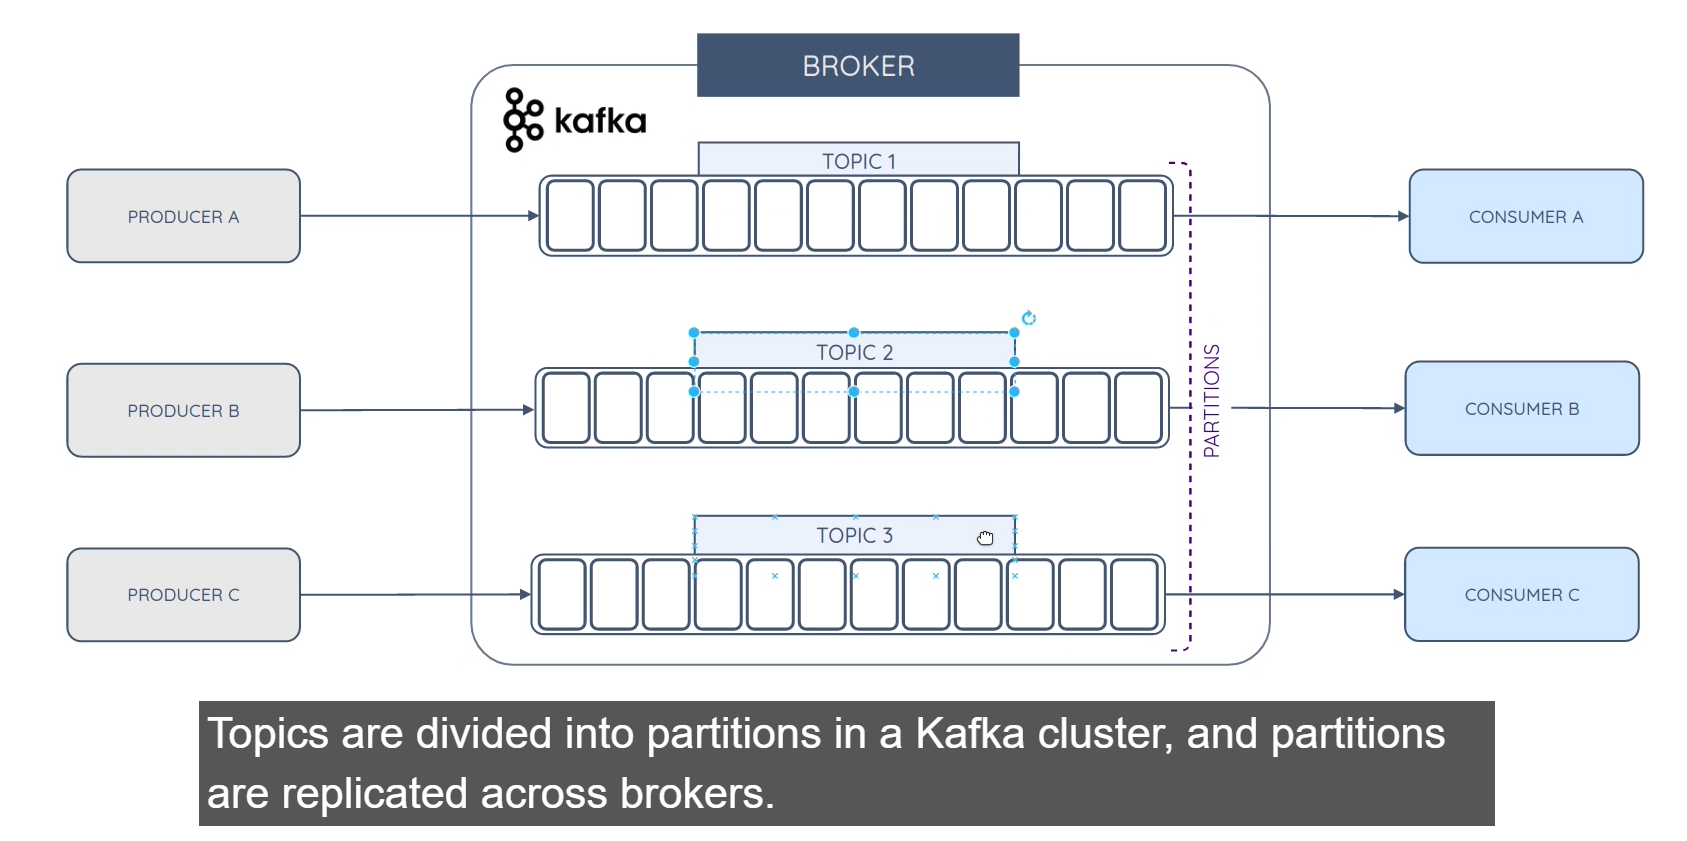 BROKER
kafka
TOPIC 1
PRODUCER A
CONSUMER A
TOPIC 2
PRODUCER B
PARTITIONS
CONSUMER B
TOPIC 3
PRODUCER C
CONSUMER C
Topics are divided into partitions in a Kafka cluster, and partitions
are replicated across brokers.